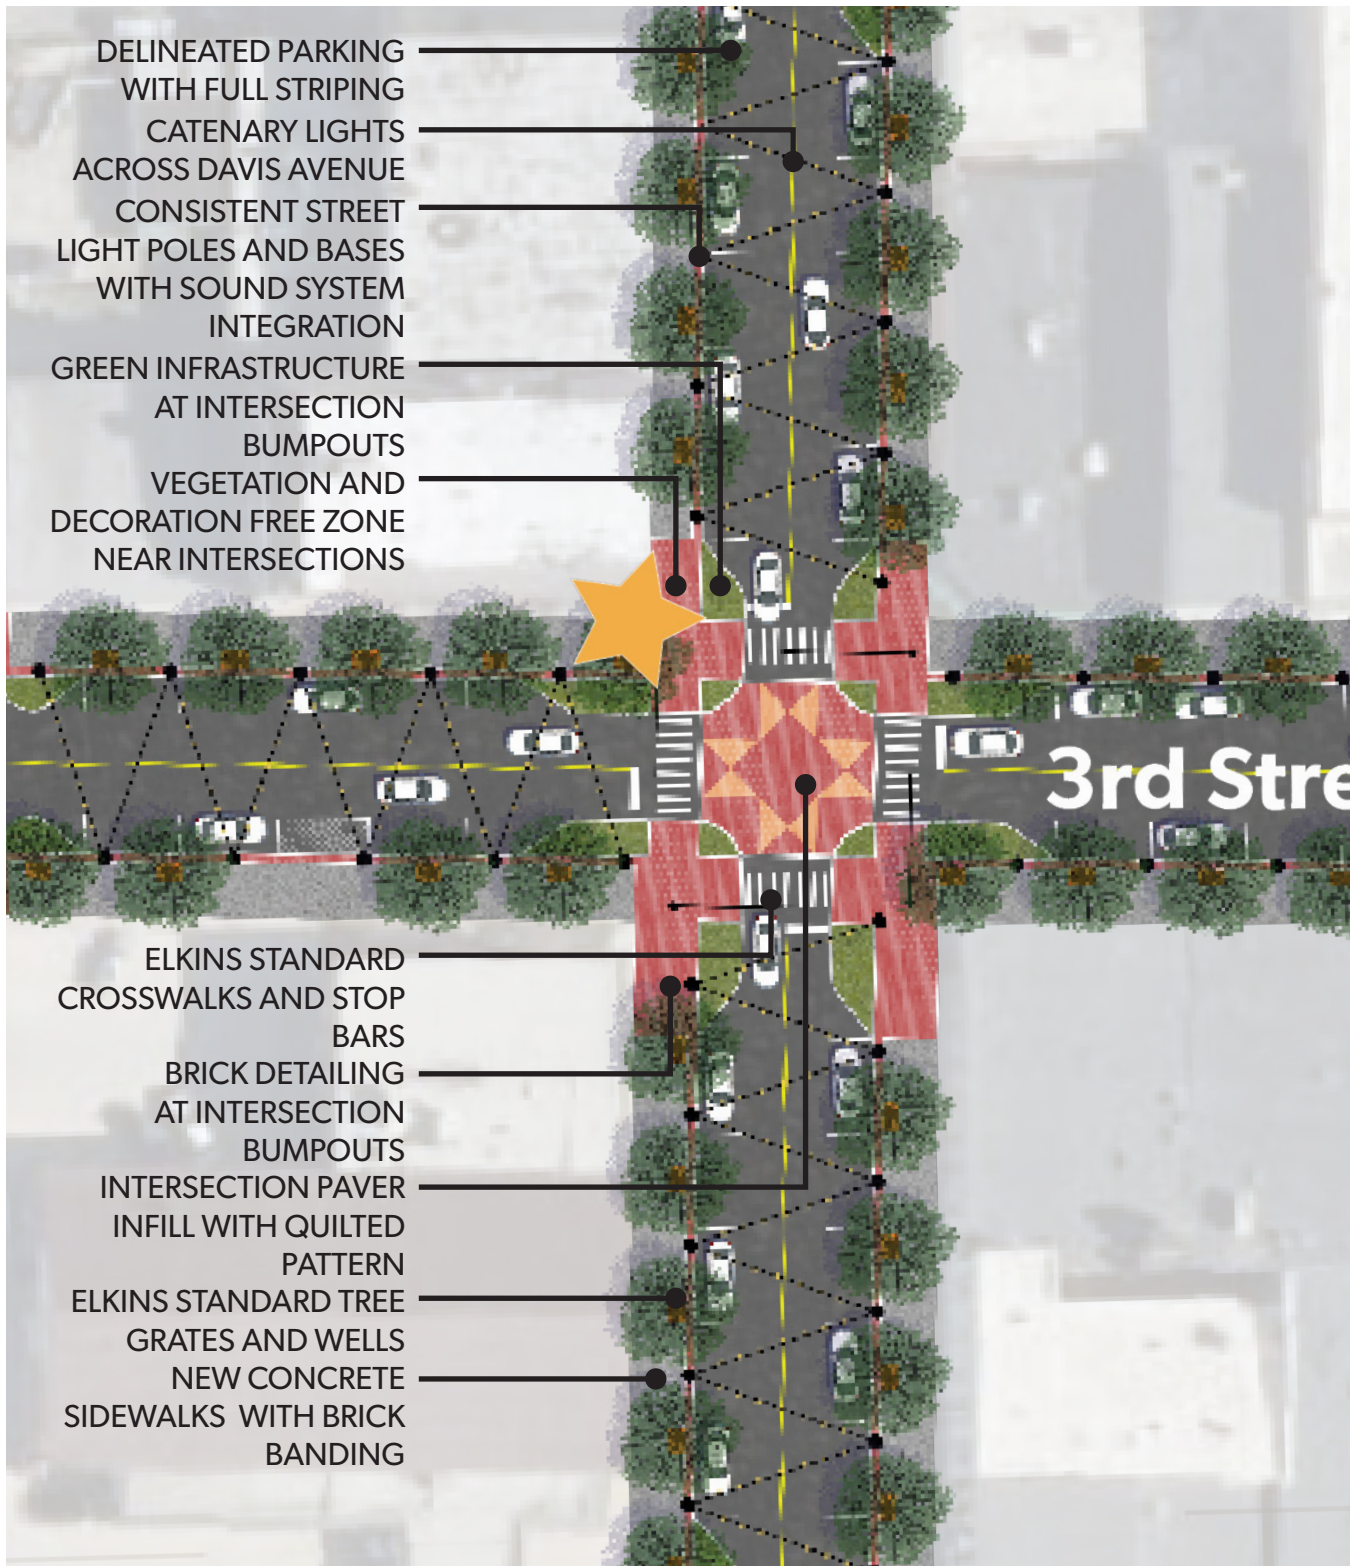 DELINEATED PARKING
WITH FULL STRIPING
CATENARY LIGHTS
ACROSS DAVIS AVENUE
CONSISTENT STREET
LIGHT POLES AND BASES
WITH SOUND SYSTEM
INTEGRATION
GREEN INFRASTRUCTURE
AT INTERSECTION
BUMPOUTS
VEGETATION AND
DECORATION FREE ZONE
NEAR INTERSECTIONS
3rd Stre
ELKINS STANDARD
CROSSWALKS AND STOP
BARS
BRICK DETAILING
AT INTERSECTION
BUMPOUTS
INTERSECTION PAVER
INFILL WITH QUILTED
PATTERN
ELKINS STANDARD TREE
GRATES AND WELLS
NEW CONCRETE
SIDEWALKS  WITH BRICK
BANDING